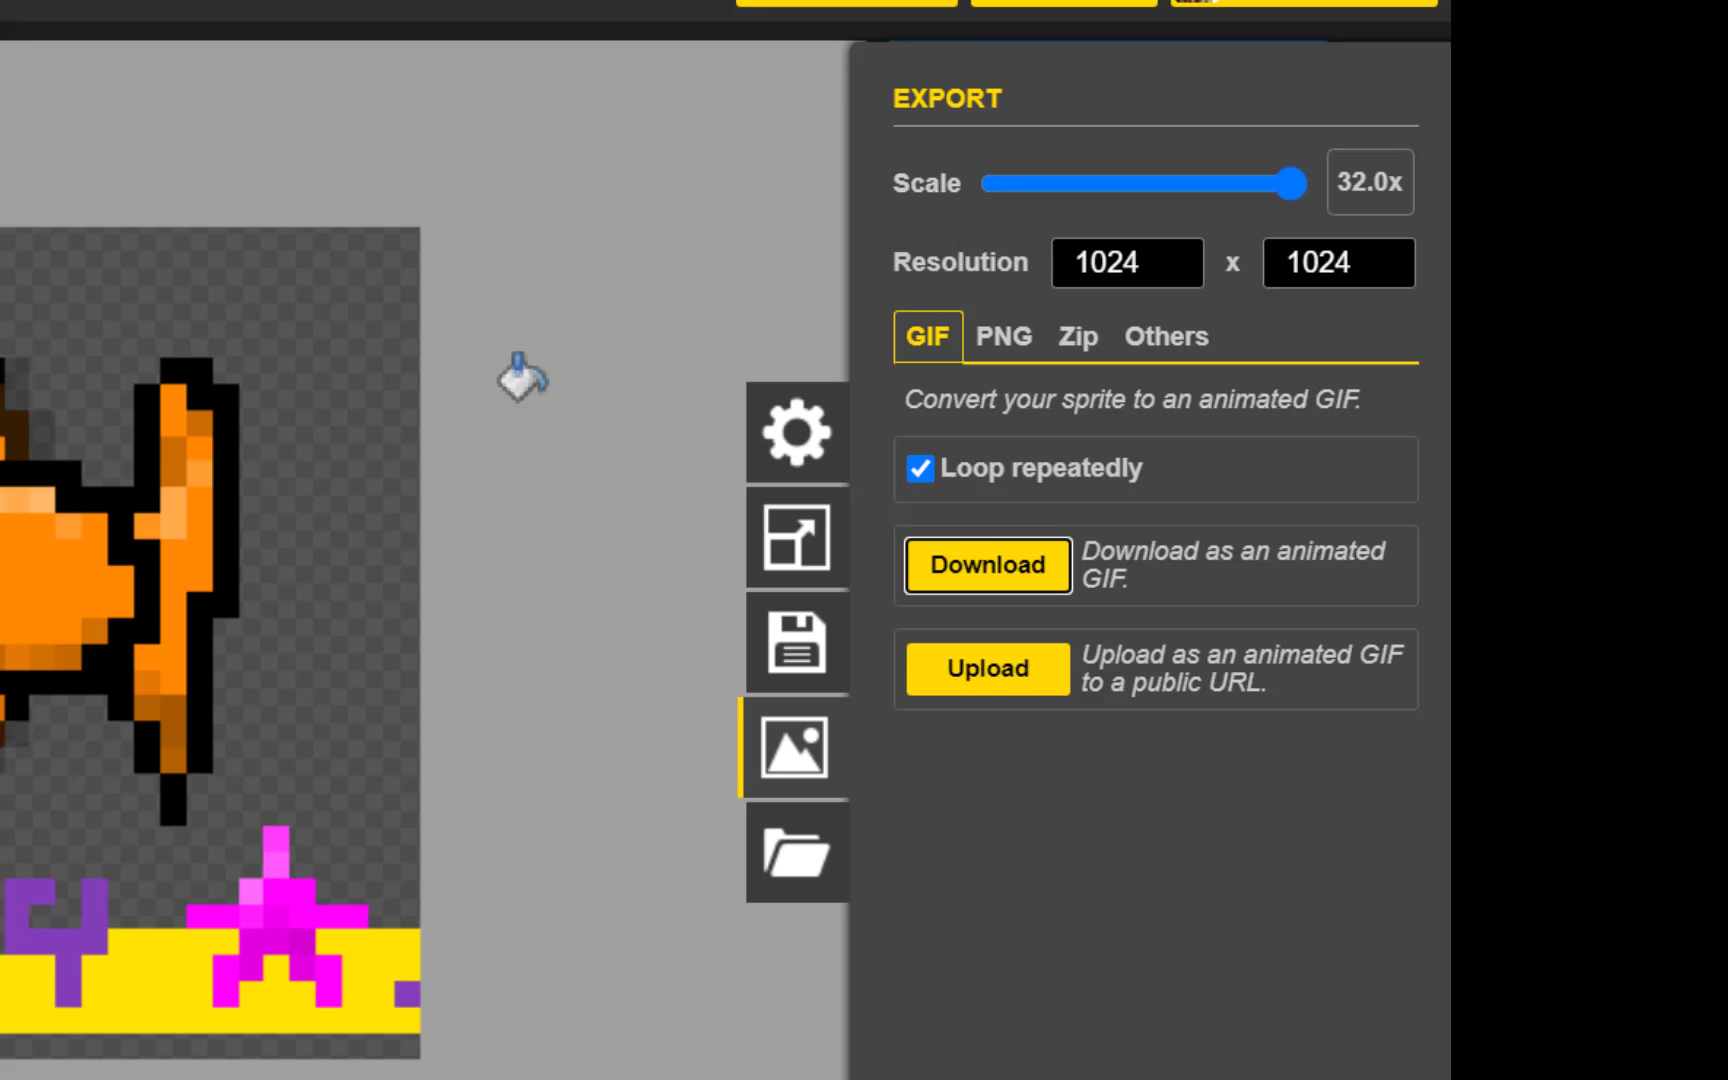 EXPORT
Scale 32.0x
Resolution 1024 x 1024
GIF PNG Zip Others
Convert your sprite to an animated GIF.
Loop repeatedly
Download Download as an animated
GIF.
Upload Upload as an animated GIF
to a public URL.